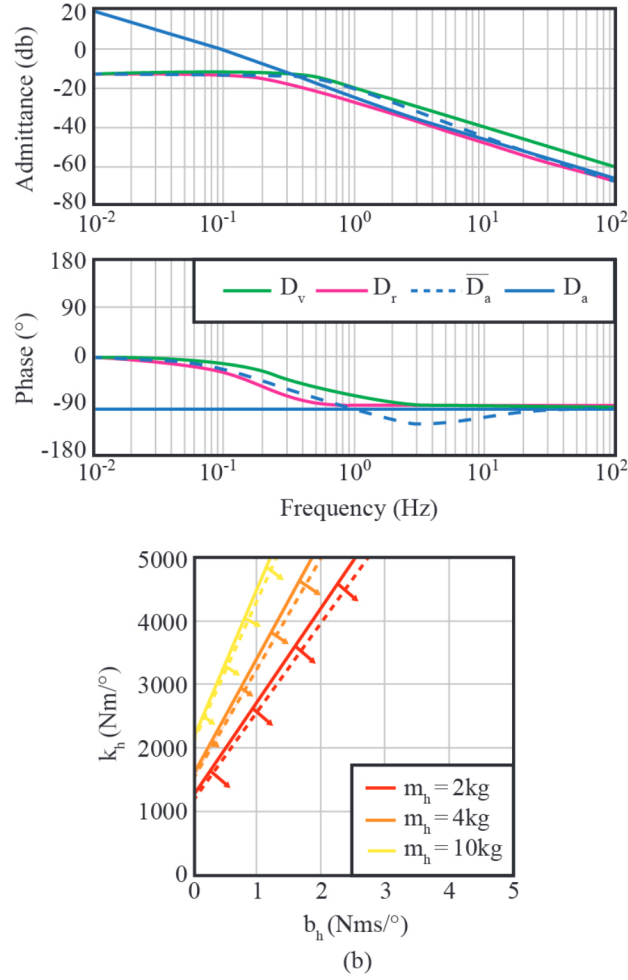 20
0
-20
-40
-60
-80
Admittance (db)
10-2 10-1 100 101 102
180
90
0
-90
-180
Phase (°)
Dv Dr D̅a Da
10-2 10-1 100 101 102
Frequency (Hz)
5000
4000
3000
2000
1000
0
kh (Nm/°)
mh = 2kg
mh = 4kg
mh = 10kg
0 1 2 3 4 5
bh (Nms/°)
(b)